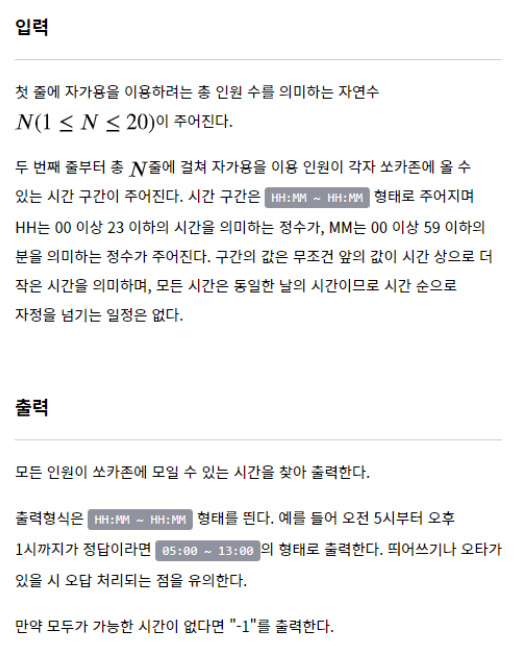 입력
첫 줄에 자가용을 이용하려는 총 인원 수를 의미하는 자연수
N(1 ≤ N ≤ 20)이 주어진다.
두 번째 줄부터 총 N줄에 걸쳐 자가용을 이용 인원이 각자 쏘카존에 올 수
있는 시간 구간이 주어진다. 시간 구간은 HH:MM ~ HH:MM 형태로 주어지며
HH는 00 이상 23 이하의 시간을 의미하는 정수가, MM는 00 이상 59 이하의
분을 의미하는 정수가 주어진다. 구간의 값은 무조건 앞의 값이 시간 상으로 더
작은 시간을 의미하며, 모든 시간은 동일한 날의 시간이므로 시간 순으로
자정을 넘기는 일정은 없다.
출력
모든 인원이 쏘카존에 모일 수 있는 시간을 찾아 출력한다.
출력형식은 HH:MM ~ HH:MM 형태를 띈다. 예를 들어 오전 5시부터 오후
1시까지가 정답이라면 05:00 ~ 13:00의 형태로 출력한다. 띄어쓰기나 오타가
있을 시 오답 처리되는 점을 유의한다.
만약 모두가 가능한 시간이 없다면 "-1"를 출력한다.